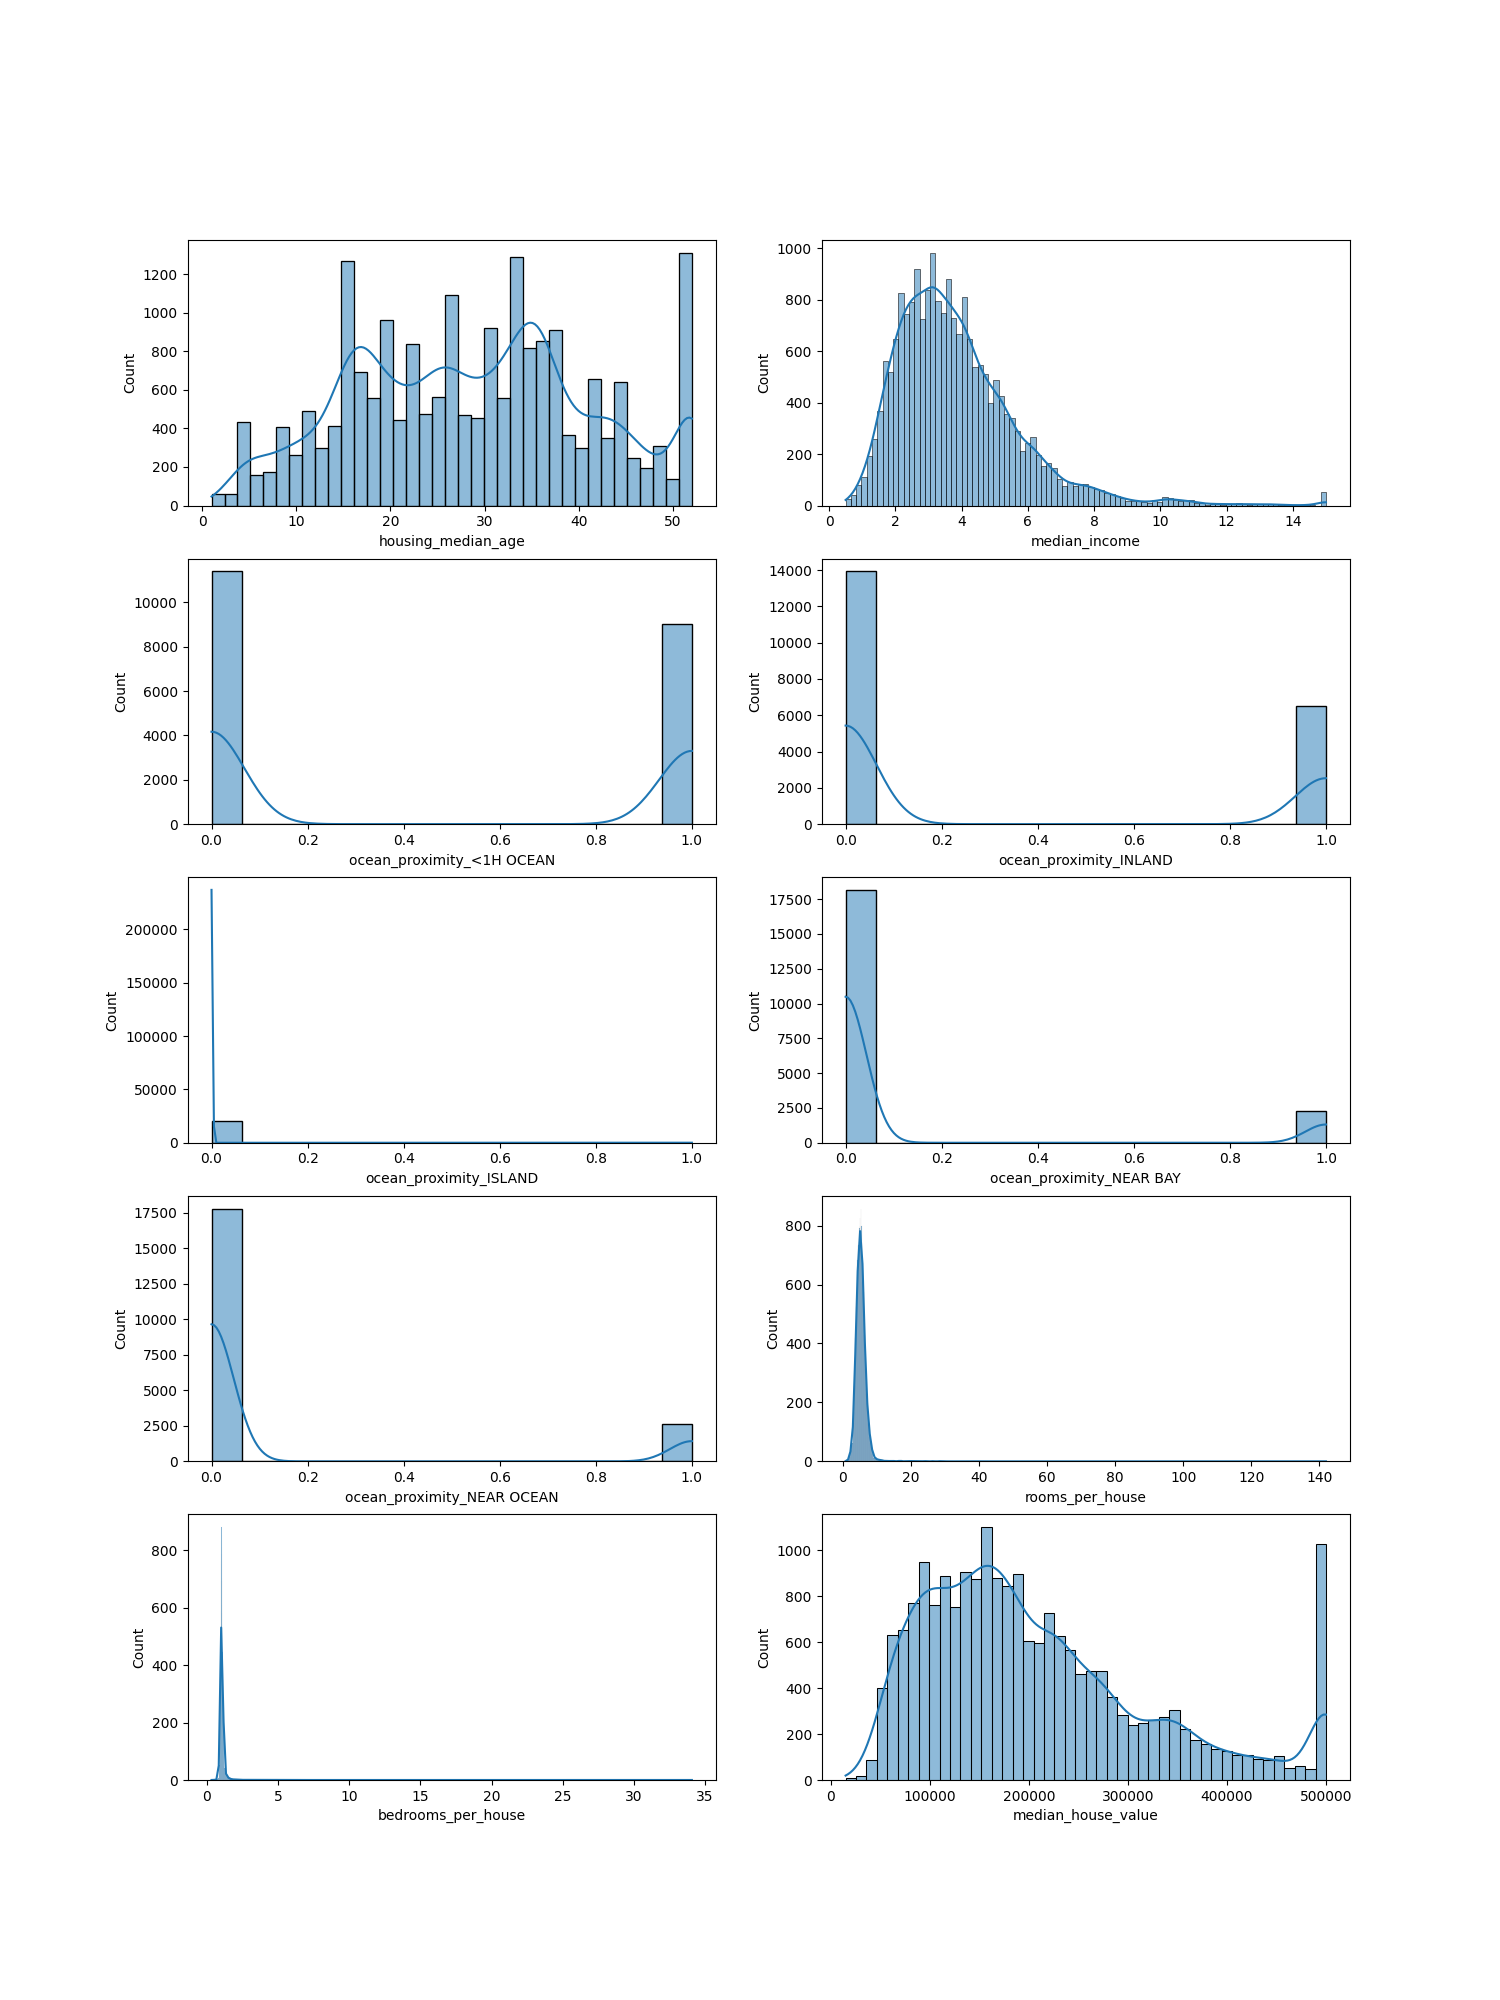 1200
1000
800
600
400
200
0
Count
0 10 20 30 40 50
housing_median_age
1000
800
600
400
200
0
Count
0 2 4 6 8 10 12 14
median_income
10000
8000
6000
4000
2000
0
Count
0.0 0.2 0.4 0.6 0.8 1.0
ocean_proximity_<1H OCEAN
14000
12000
10000
8000
6000
4000
2000
0
Count
0.0 0.2 0.4 0.6 0.8 1.0
ocean_proximity_INLAND
200000
150000
100000
50000
0
Count
0.0 0.2 0.4 0.6 0.8 1.0
ocean_proximity_ISLAND
17500
15000
12500
10000
7500
5000
2500
0
Count
0.0 0.2 0.4 0.6 0.8 1.0
ocean_proximity_NEAR BAY
17500
15000
12500
10000
7500
5000
2500
0
Count
0.0 0.2 0.4 0.6 0.8 1.0
ocean_proximity_NEAR OCEAN
800
600
400
200
0
Count
0 20 40 60 80 100 120 140
rooms_per_house
800
600
400
200
0
Count
0 5 10 15 20 25 30 35
bedrooms_per_house
1000
800
600
400
200
0
Count
0 100000 200000 300000 400000 500000
median_house_value